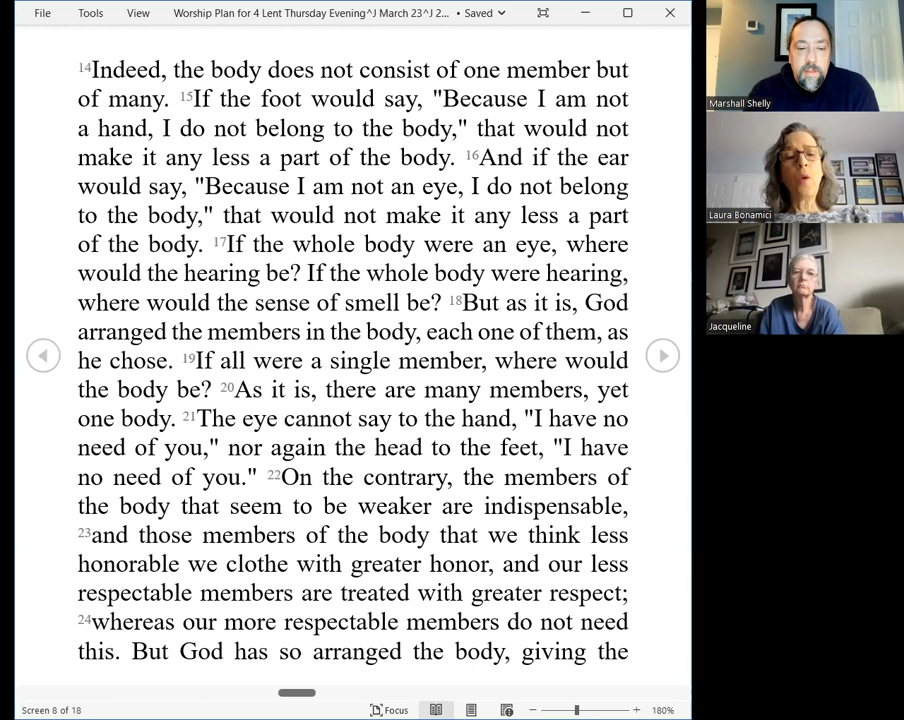 File Tools View Worship Plan for 4 Lent Thursday Evening^J March 23^J 2... • Saved
14Indeed, the body does not consist of one member but
of many. 15If the foot would say, "Because I am not
a hand, I do not belong to the body," that would not
make it any less a part of the body. 16And if the ear
would say, "Because I am not an eye, I do not belong
to the body," that would not make it any less a part
of the body. 17If the whole body were an eye, where
would the hearing be? If the whole body were hearing,
where would the sense of smell be? 18But as it is, God
arranged the members in the body, each one of them, as
he chose. 19If all were a single member, where would
the body be? 20As it is, there are many members, yet
one body. 21The eye cannot say to the hand, "I have no
need of you," nor again the head to the feet, "I have
no need of you." 22On the contrary, the members of
the body that seem to be weaker are indispensable,
23and those members of the body that we think less
honorable we clothe with greater honor, and our less
respectable members are treated with greater respect;
24whereas our more respectable members do not need
this. But God has so arranged the body, giving the
Screen 8 of 18 Focus 180%
Marshall Shelly
Laura Bonamici
Jacqueline